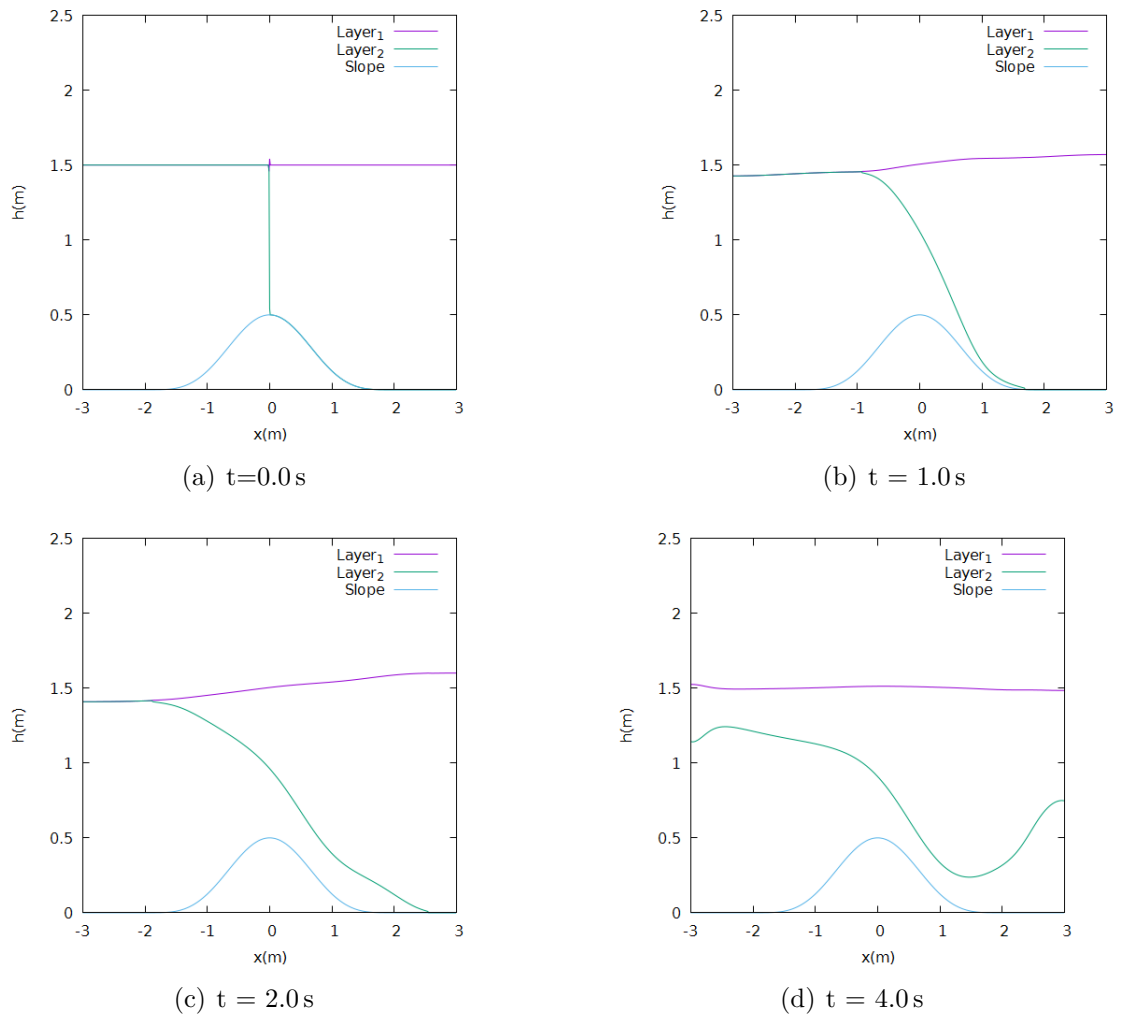 2.5
2
1.5
1
0.5
0
h(m)
-3 -2 -1 0 1 2 3
x(m)
Layer1
Layer2
Slope
(a) t=0.0 s
2.5
2
1.5
1
0.5
0
h(m)
-3 -2 -1 0 1 2 3
x(m)
Layer1
Layer2
Slope
(b) t = 1.0 s
2.5
2
1.5
1
0.5
0
h(m)
-3 -2 -1 0 1 2 3
x(m)
Layer1
Layer2
Slope
(c) t = 2.0 s
2.5
2
1.5
1
0.5
0
h(m)
-3 -2 -1 0 1 2 3
x(m)
Layer1
Layer2
Slope
(d) t = 4.0 s